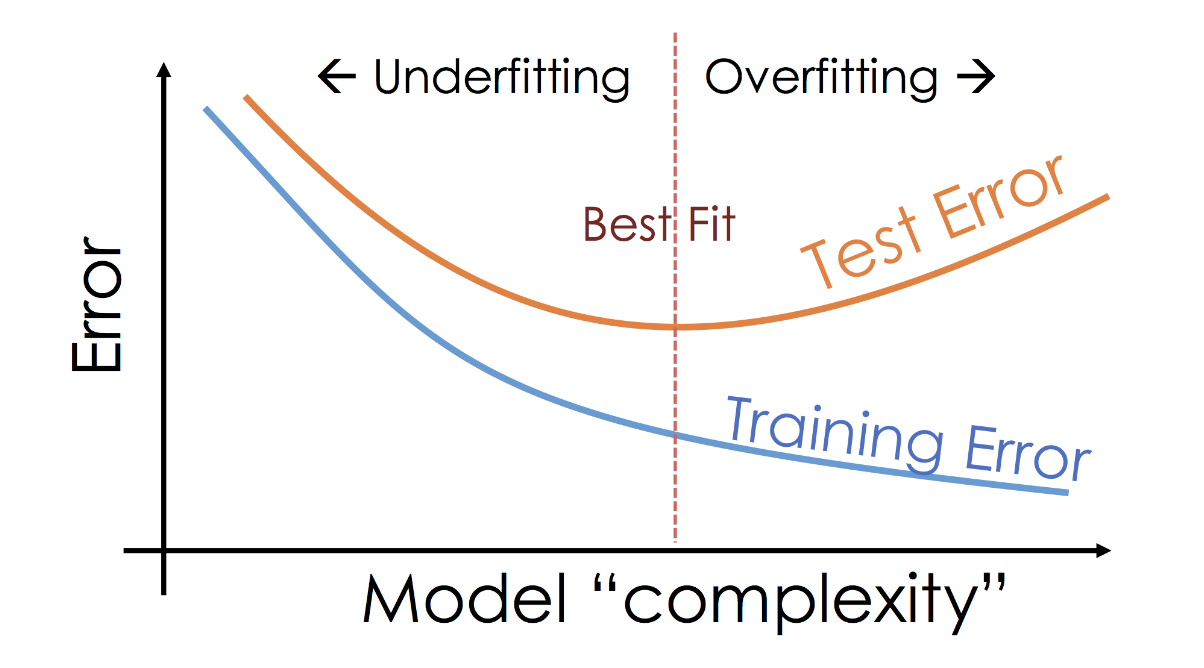 ← Underfitting
Overfitting →
Best Fit
Test Error
Error
Training Error
Model “complexity”